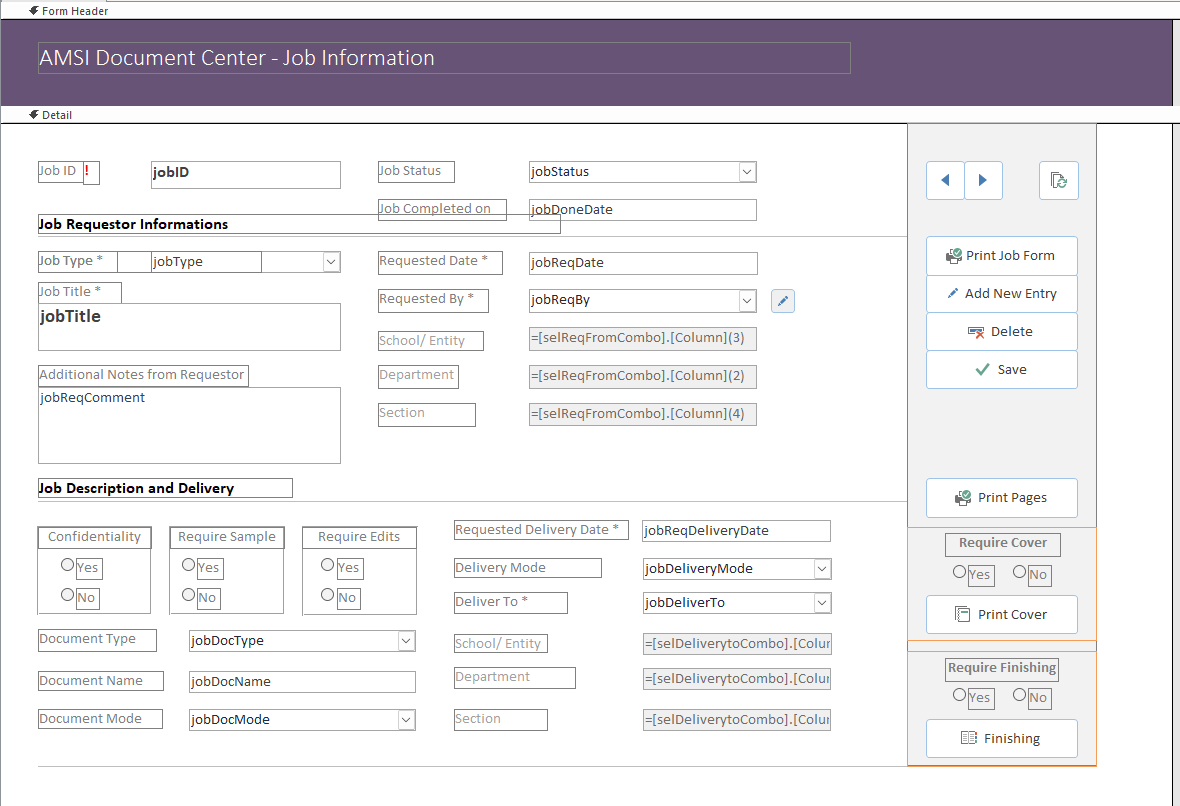 Form Header
AMSI Document Center - Job Information
Detail
Job ID ! jobID Job Status jobStatus
Job Completed on jobDoneDate
Job Requestor Informations
Job Type * jobType Requested Date * jobReqDate
Print Job Form
Job Title * Requested By * jobReqBy
Add New Entry
jobTitle
School/ Entity =[selReqFromCombo].[Column](3)
Delete
Additional Notes from Requestor Department =[selReqFromCombo].[Column](2)
Save
jobReqComment
Section =[selReqFromCombo].[Column](4)
Job Description and Delivery
Print Pages
Confidentiality Require Sample Require Edits Requested Delivery Date * jobReqDeliveryDate
Require Cover
Yes Yes Yes Delivery Mode jobDeliveryMode
Yes No
No No No Deliver To * jobDeliverTo
Print Cover
Document Type jobDocType School/ Entity =[selDeliverytoCombo].[Colur
Require Finishing
Document Name jobDocName Department =[selDeliverytoCombo].[Colur
Yes No
Document Mode jobDocMode Section =[selDeliverytoCombo].[Colur
Finishing